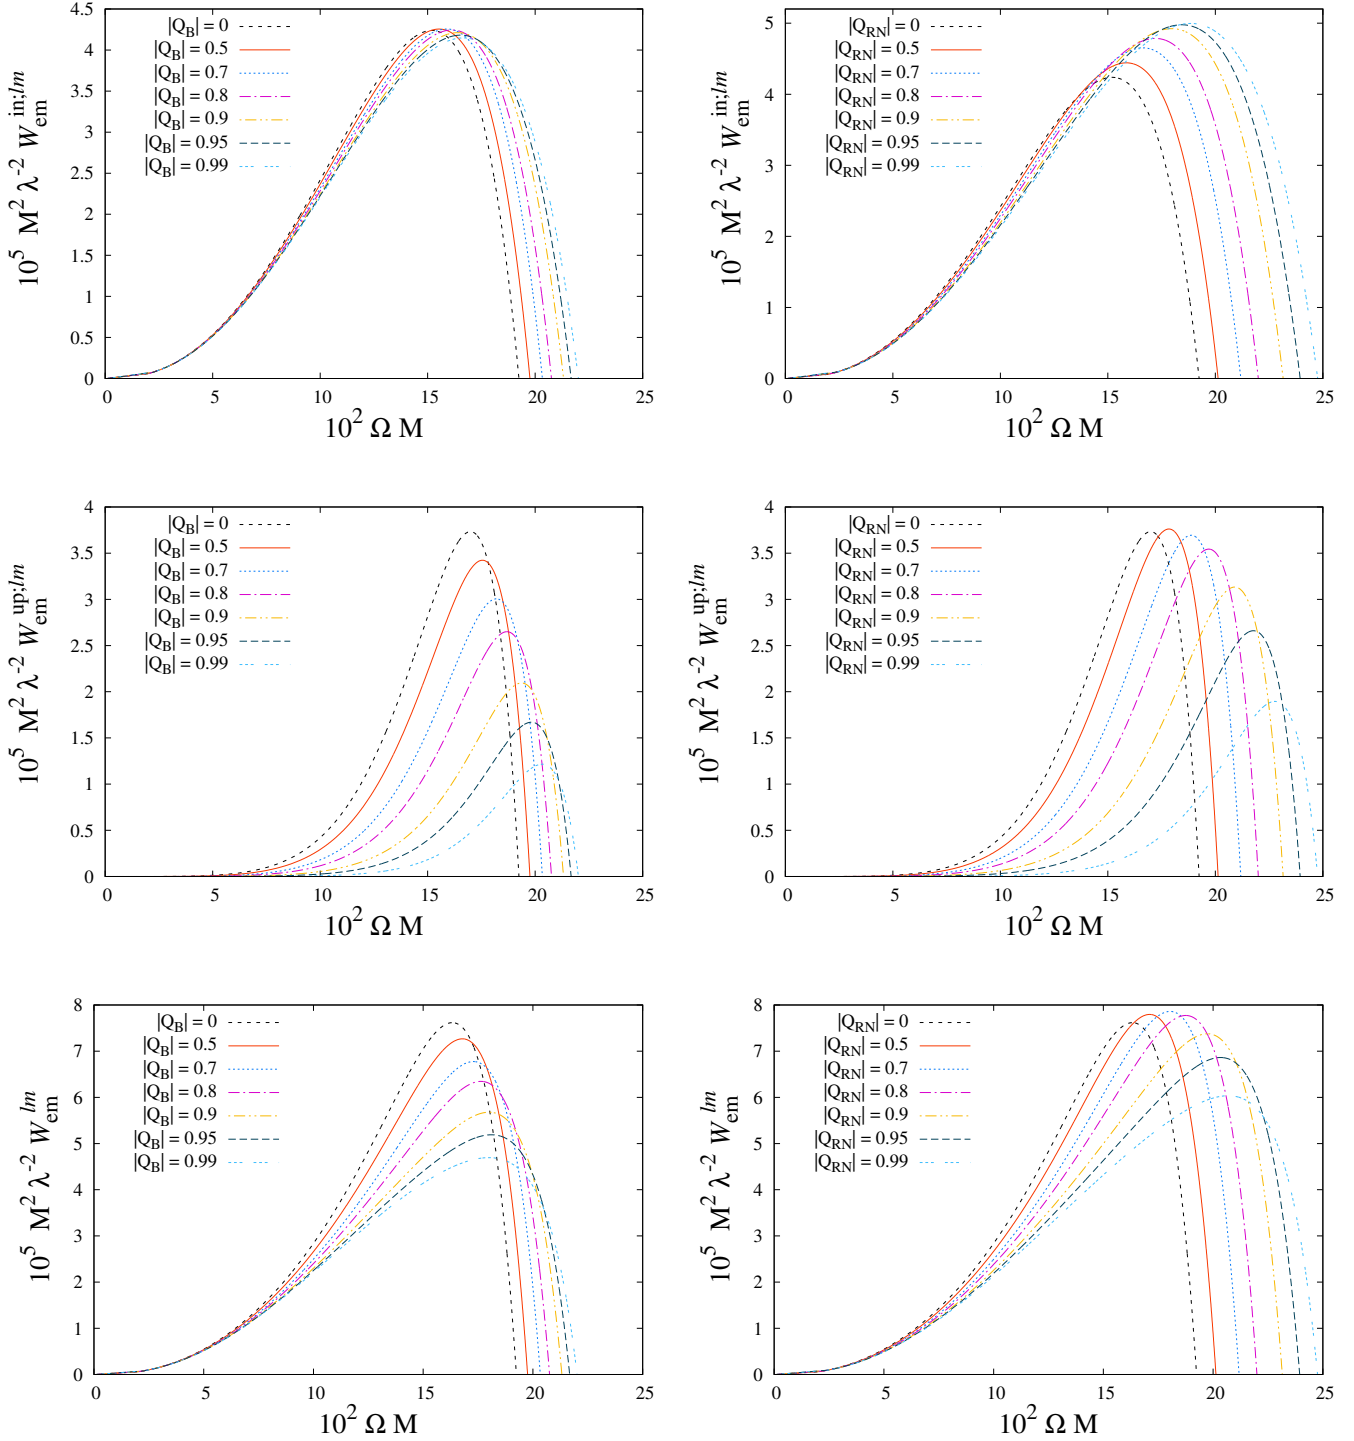 10^5 M^2 λ^-2 W_em^in;lm
4.5
4
3.5
3
2.5
2
1.5
1
0.5
0
|Q_B| = 0
|Q_B| = 0.5
|Q_B| = 0.7
|Q_B| = 0.8
|Q_B| = 0.9
|Q_B| = 0.95
|Q_B| = 0.99
0 5 10 15 20 25
10^2 Ω M
10^5 M^2 λ^-2 W_em^in;lm
5
4
3
2
1
0
|Q_RN| = 0
|Q_RN| = 0.5
|Q_RN| = 0.7
|Q_RN| = 0.8
|Q_RN| = 0.9
|Q_RN| = 0.95
|Q_RN| = 0.99
0 5 10 15 20 25
10^2 Ω M
10^5 M^2 λ^-2 W_em^up;lm
4
3.5
3
2.5
2
1.5
1
0.5
0
|Q_B| = 0
|Q_B| = 0.5
|Q_B| = 0.7
|Q_B| = 0.8
|Q_B| = 0.9
|Q_B| = 0.95
|Q_B| = 0.99
0 5 10 15 20 25
10^2 Ω M
10^5 M^2 λ^-2 W_em^up;lm
4
3.5
3
2.5
2
1.5
1
0.5
0
|Q_RN| = 0
|Q_RN| = 0.5
|Q_RN| = 0.7
|Q_RN| = 0.8
|Q_RN| = 0.9
|Q_RN| = 0.95
|Q_RN| = 0.99
0 5 10 15 20 25
10^2 Ω M
10^5 M^2 λ^-2 W_em^lm
8
7
6
5
4
3
2
1
0
|Q_B| = 0
|Q_B| = 0.5
|Q_B| = 0.7
|Q_B| = 0.8
|Q_B| = 0.9
|Q_B| = 0.95
|Q_B| = 0.99
0 5 10 15 20 25
10^2 Ω M
10^5 M^2 λ^-2 W_em^lm
8
7
6
5
4
3
2
1
0
|Q_RN| = 0
|Q_RN| = 0.5
|Q_RN| = 0.7
|Q_RN| = 0.8
|Q_RN| = 0.9
|Q_RN| = 0.95
|Q_RN| = 0.99
0 5 10 15 20 25
10^2 Ω M